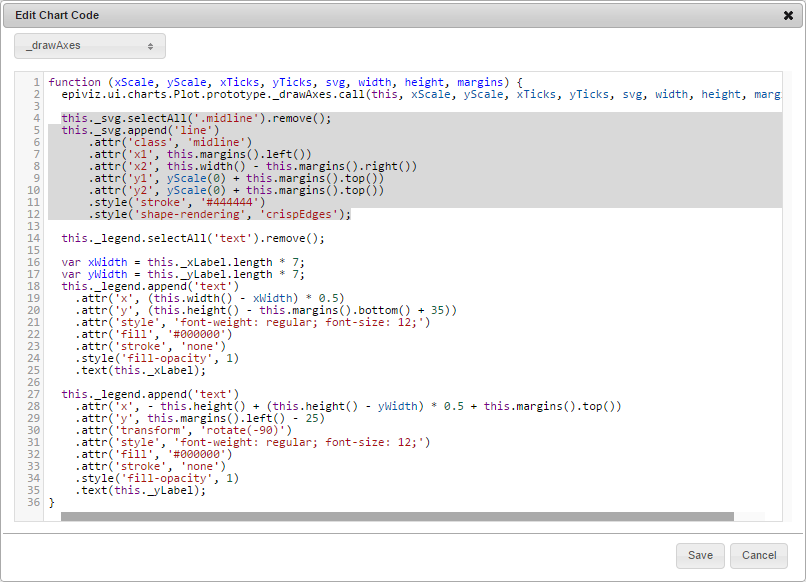 Edit Chart Code
_drawAxes
1 function (xScale, yScale, xTicks, yTicks, svg, width, height, margins) {
2   epiviz.ui.charts.Plot.prototype._drawAxes.call(this, xScale, yScale, xTicks, yTicks, svg, width, height, marg
3
4   this._svg.selectAll('.midline').remove();
5   this._svg.append('line')
6       .attr('class', 'midline')
7       .attr('x1', this.margins().left())
8       .attr('x2', this.width() - this.margins().right())
9       .attr('y1', yScale(0) + this.margins().top())
10       .attr('y2', yScale(0) + this.margins().top())
11       .style('stroke', '#444444')
12       .style('shape-rendering', 'crispEdges');
13
14   this._legend.selectAll('text').remove();
15
16   var xWidth = this._xLabel.length * 7;
17   var yWidth = this._yLabel.length * 7;
18   this._legend.append('text')
19     .attr('x', (this.width() - xWidth) * 0.5)
20     .attr('y', (this.height() - this.margins().bottom() + 35))
21     .attr('style', 'font-weight: regular; font-size: 12;')
22     .attr('fill', '#000000')
23     .attr('stroke', 'none')
24     .style('fill-opacity', 1)
25     .text(this._xLabel);
26
27   this._legend.append('text')
28     .attr('x', - this.height() + (this.height() - yWidth) * 0.5 + this.margins().top())
29     .attr('y', this.margins().left() - 25)
30     .attr('transform', 'rotate(-90)')
31     .attr('style', 'font-weight: regular; font-size: 12;')
32     .attr('fill', '#000000')
33     .attr('stroke', 'none')
34     .style('fill-opacity', 1)
35     .text(this._yLabel);
36 }
Save Cancel